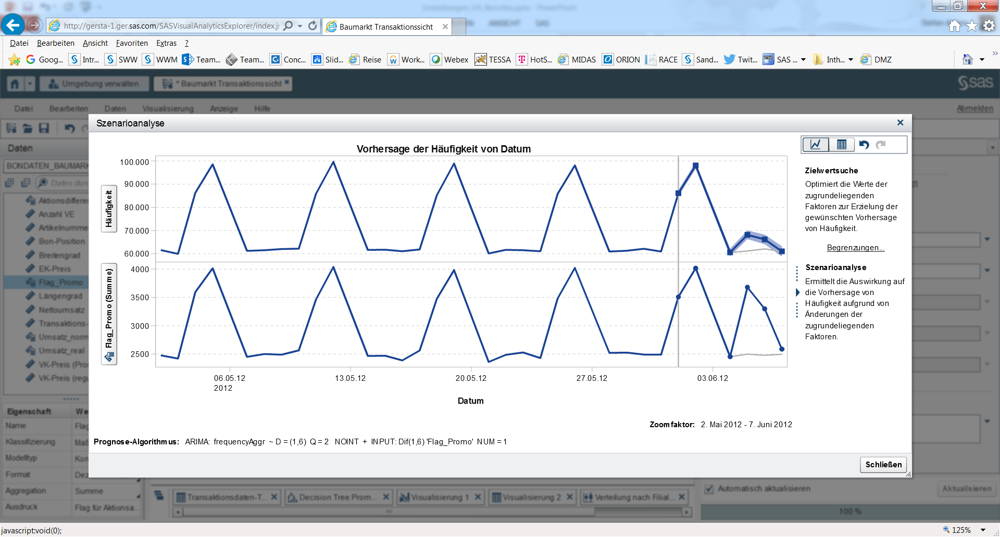 http://gersta-1.ger.sas.com/SASVisualAnalyticsExplorer/index.js
Baumarkt Transaktionssicht
Datei Bearbeiten Ansicht Favoriten Extras ?
Goog... Intr... SWW WWM Team... Team... Conc... Slid... Reise Work... Webex TESSA HotS... MIDAS ORION RACE Sand... Twit... SAS ... Inth... DMZ
Umgebung verwalten
* Baumarkt Transaktionssicht
sas
Datei Bearbeiten Daten Visualisierung Anzeige Hilfe
Abmelden
Szenarioanalyse
Daten
BONDATEN_BAUMARK
Daten durc
Aktionsdiffere
Anzahl VE
Artikelnumme
Bon-Position
Breitengrad
EK-Preis
Flag_Promo
Längengrad
Nettoumsatz
Transaktions-
Umsatz_norm
Umsatz_real
VK-Preis (Pro
VK-Preis (regu
Eigenschaft We
Name Flag
Klassifizierung Maß
Modelltyp Kon
Format Dez
Aggregation Summe
Ausdruck Flag für Aktionsa...
Vorhersage der Häufigkeit von Datum
Häufigkeit
100.000
90.000
80.000
70.000
60.000
Flag_Promo (Summe)
4000
3500
3000
2500
06.05.12 13.05.12 20.05.12 27.05.12 03.06.12
2012
Datum
Zoomfaktor: 2. Mai 2012 - 7. Juni 2012
Prognose-Algorithmus: ARIMA: frequencyAggr ~ D = (1,6) Q = 2 NOINT + INPUT: Dif(1,6) 'Flag_Promo' NUM = 1
Zielwertsuche
Optimiert die Werte der
zugrundeliegenden
Faktoren zur Erzielung der
gewünschten Vorhersage
von Häufigkeit.
Begrenzungen...
Szenarioanalyse
Ermittelt die Auswirkung auf
die Vorhersage von
Häufigkeit aufgrund von
Änderungen der
zugrundeliegenden
Faktoren.
Schließen
Transaktionsdaten-T... Decision Tree Prom... Visualisierung 1 Visualisierung 2 Verteilung nach Filial...
Automatisch aktualisieren
Aktualisieren
100 %
javascript:void(0);
125%